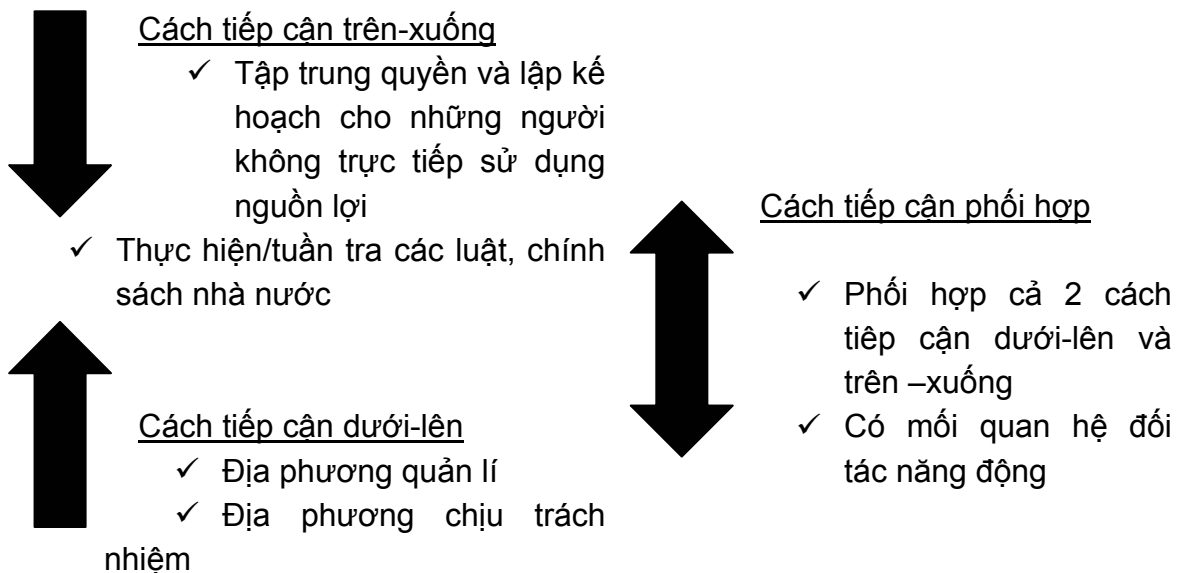 Cách tiếp cận trên-xuống
✓ Tập trung quyền và lập kế
hoạch cho những người
không trực tiếp sử dụng
nguồn lợi
✓ Thực hiện/tuần tra các luật, chính
sách nhà nước
Cách tiếp cận dưới-lên
✓ Địa phương quản lí
✓ Địa phương chịu trách
nhiệm
Cách tiếp cận phối hợp
✓ Phối hợp cả 2 cách
tiêp cận dưới-lên và
trên –xuống
✓ Có mối quan hệ đối
tác năng động